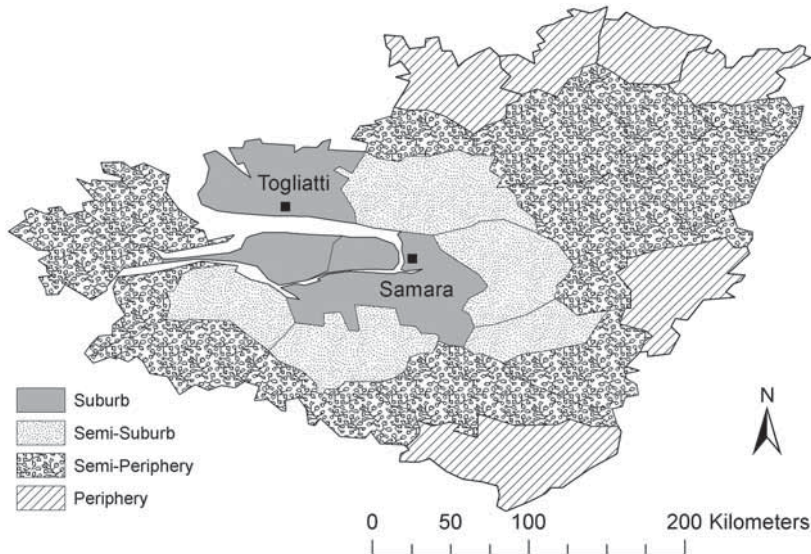 Togliatti
Samara
Suburb
Semi-Suburb
Semi-Periphery
Periphery
N
0 50 100 200 Kilometers